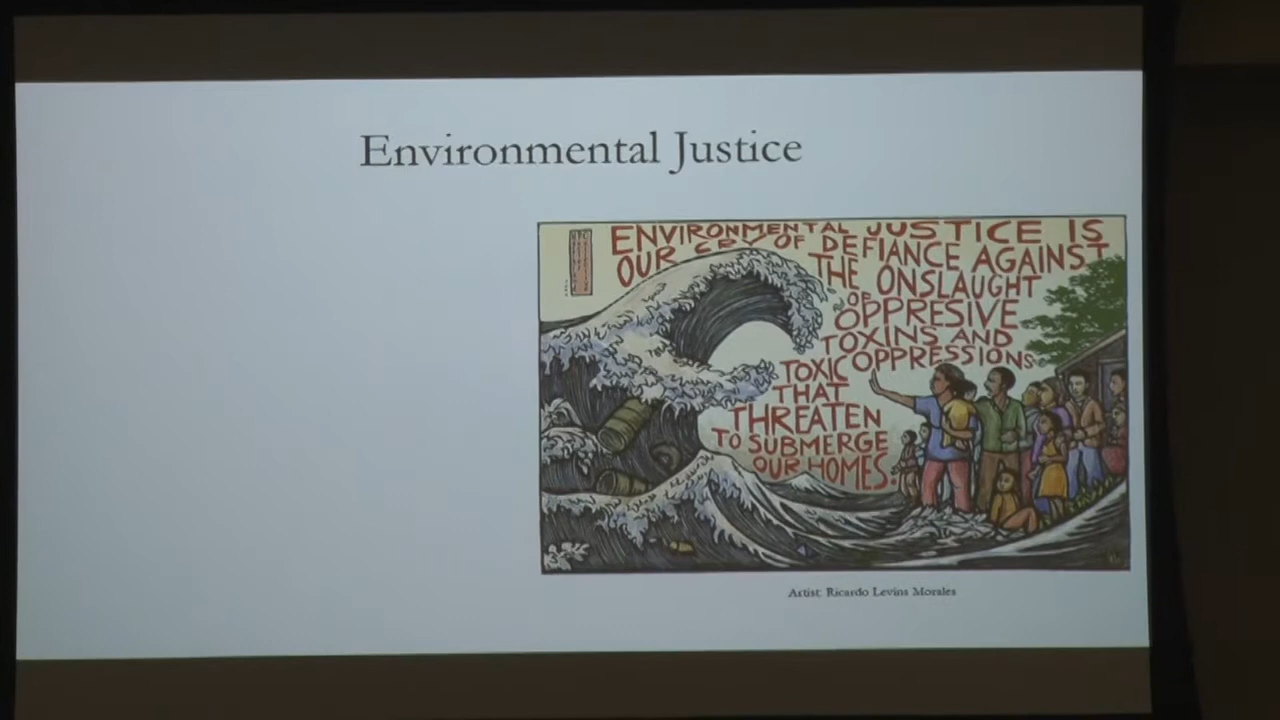 Environmental Justice
ENVIRONMENTAL JUSTICE IS
OUR CRY OF DEFIANCE AGAINST
THE ONSLAUGHT
OF
OPPRESIVE
TOXINS AND
TOXIC OPPRESSIONS
THAT
THREATEN
TO SUBMERGE
OUR HOMES.
Artist: Ricardo Levins Morales